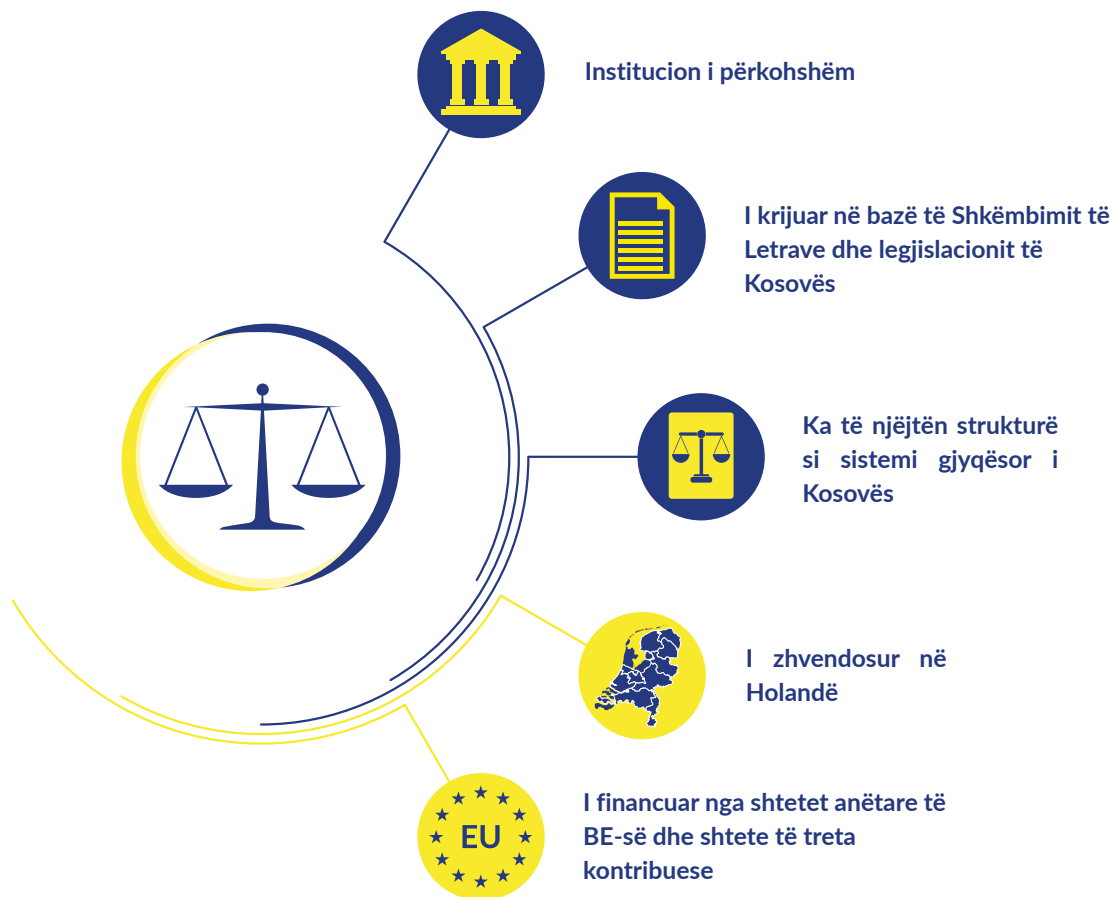 Institucion i përkohshëm
I krijuar në bazë të Shkëmbimit të
Letrave dhe legjislacionit të
Kosovës
Ka të njëjtën strukturë
si sistemi gjyqësor i
Kosovës
I zhvendosur në
Holandë
EU
I financuar nga shtetet anëtare të
BE-së dhe shtete të treta
kontribuese